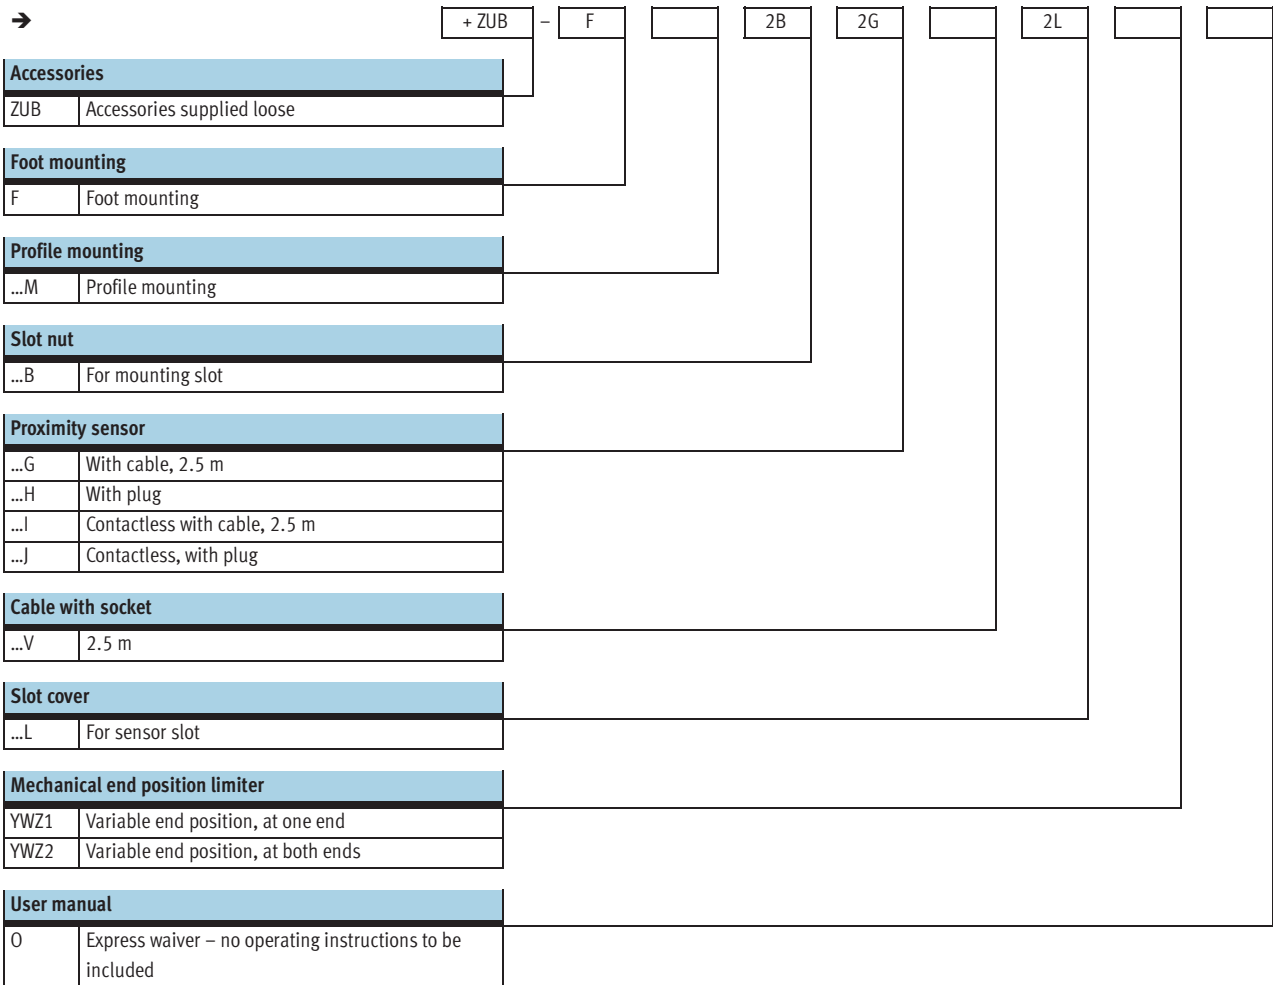 ➔ + ZUB – F 2B 2G 2L
Accessories
ZUB Accessories supplied loose
Foot mounting
F Foot mounting
Profile mounting
...M Profile mounting
Slot nut
...B For mounting slot
Proximity sensor
...G With cable, 2.5 m
...H With plug
...I Contactless with cable, 2.5 m
...J Contactless, with plug
Cable with socket
...V 2.5 m
Slot cover
...L For sensor slot
Mechanical end position limiter
YWZ1 Variable end position, at one end
YWZ2 Variable end position, at both ends
User manual
O Express waiver – no operating instructions to be
included